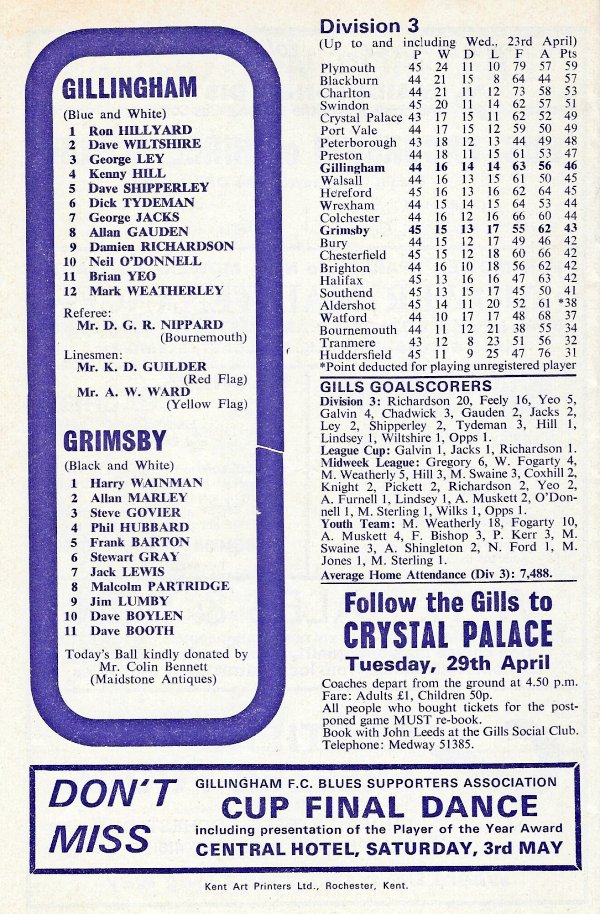 GILLINGHAM
(Blue and White)
1 Ron HILLYARD
2 Dave WILTSHIRE
3 George LEY
4 Kenny HILL
5 Dave SHIPPERLEY
6 Dick TYDEMAN
7 George JACKS
8 Allan GAUDEN
9 Damien RICHARDSON
10 Neil O'DONNELL
11 Brian YEO
12 Mark WEATHERLEY
Referee:
Mr. D. G. R. NIPPARD
(Bournemouth)
Linesmen:
Mr. K. D. GUILDER
(Red Flag)
Mr. A. W. WARD
(Yellow Flag)
GRIMSBY
(Black and White)
1 Harry WAINMAN
2 Allan MARLEY
3 Steve GOVIER
4 Phil HUBBARD
5 Frank BARTON
6 Stewart GRAY
7 Jack LEWIS
8 Malcolm PARTRIDGE
9 Jim LUMBY
10 Dave BOYLEN
11 Dave BOOTH
Today's Ball kindly donated by
Mr. Colin Bennett
(Maidstone Antiques)
Division 3
(Up to and including Wed., 23rd April)
P W D L F A Pts
Plymouth 45 24 11 10 79 57 59
Blackburn 44 21 15 8 64 44 57
Charlton 44 21 11 12 73 58 53
Swindon 45 20 11 14 62 57 51
Crystal Palace 43 17 15 11 62 52 49
Port Vale 44 17 15 12 59 50 49
Peterborough 43 18 12 13 44 49 48
Preston 44 18 11 15 61 53 47
Gillingham 44 16 14 14 63 56 46
Walsall 44 16 13 15 61 50 45
Hereford 45 16 13 16 62 64 45
Wrexham 44 15 14 15 64 53 44
Colchester 44 16 12 16 66 60 44
Grimsby 45 15 13 17 55 62 43
Bury 44 15 12 17 49 46 42
Chesterfield 45 15 12 18 60 66 42
Brighton 44 16 10 18 56 62 42
Halifax 45 13 16 16 47 63 42
Southend 45 13 15 17 45 50 41
Aldershot 45 14 11 20 52 61 *38
Watford 44 10 17 17 48 68 37
Bournemouth 44 11 12 21 38 55 34
Tranmere 43 12 8 23 51 56 32
Huddersfield 45 11 9 25 47 76 31
*Point deducted for playing unregistered player
GILLS GOALSCORERS
Division 3: Richardson 20, Feely 16, Yeo 5,
Galvin 4, Chadwick 3, Gauden 2, Jacks 2,
Ley 2, Shipperley 2, Tydeman 3, Hill 1,
Lindsey 1, Wiltshire 1, Opps 1.
League Cup: Galvin 1, Jacks 1, Richardson 1.
Midweek League: Gregory 6, W. Fogarty 4,
M. Weatherly 5, Hill 3, M. Swaine 3, Coxhill 2,
Knight 2, Pickett 2, Richardson 2, Yeo 2,
A. Furnell 1, Lindsey 1, A. Muskett 2, O'Don-
nell 1, M. Sterling 1, Wilks 1, Opps 1.
Youth Team: M. Weatherly 18, Fogarty 10,
A. Muskett 4, F. Bishop 3, P. Kerr 3, M.
Swaine 3, A. Shingleton 2, N. Ford 1, M.
Jones 1, M. Sterling 1.
Average Home Attendance (Div 3): 7,488.
Follow the Gills to
CRYSTAL PALACE
Tuesday, 29th April
Coaches depart from the ground at 4.50 p.m.
Fare: Adults £1, Children 50p.
All people who bought tickets for the post-
poned game MUST re-book.
Book with John Leeds at the Gills Social Club.
Telephone: Medway 51385.
DON'T
MISS
GILLINGHAM F.C. BLUES SUPPORTERS ASSOCIATION
CUP FINAL DANCE
including presentation of the Player of the Year Award
CENTRAL HOTEL, SATURDAY, 3rd MAY
Kent Art Printers Ltd., Rochester, Kent.